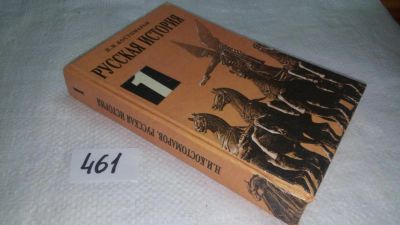 Н.И.КОСТОМАРОВ
РУССКАЯ ИСТОРИЯ
1
Н.И.КОСТОМАРОВ. РУССКАЯ ИСТОРИЯ
1
461